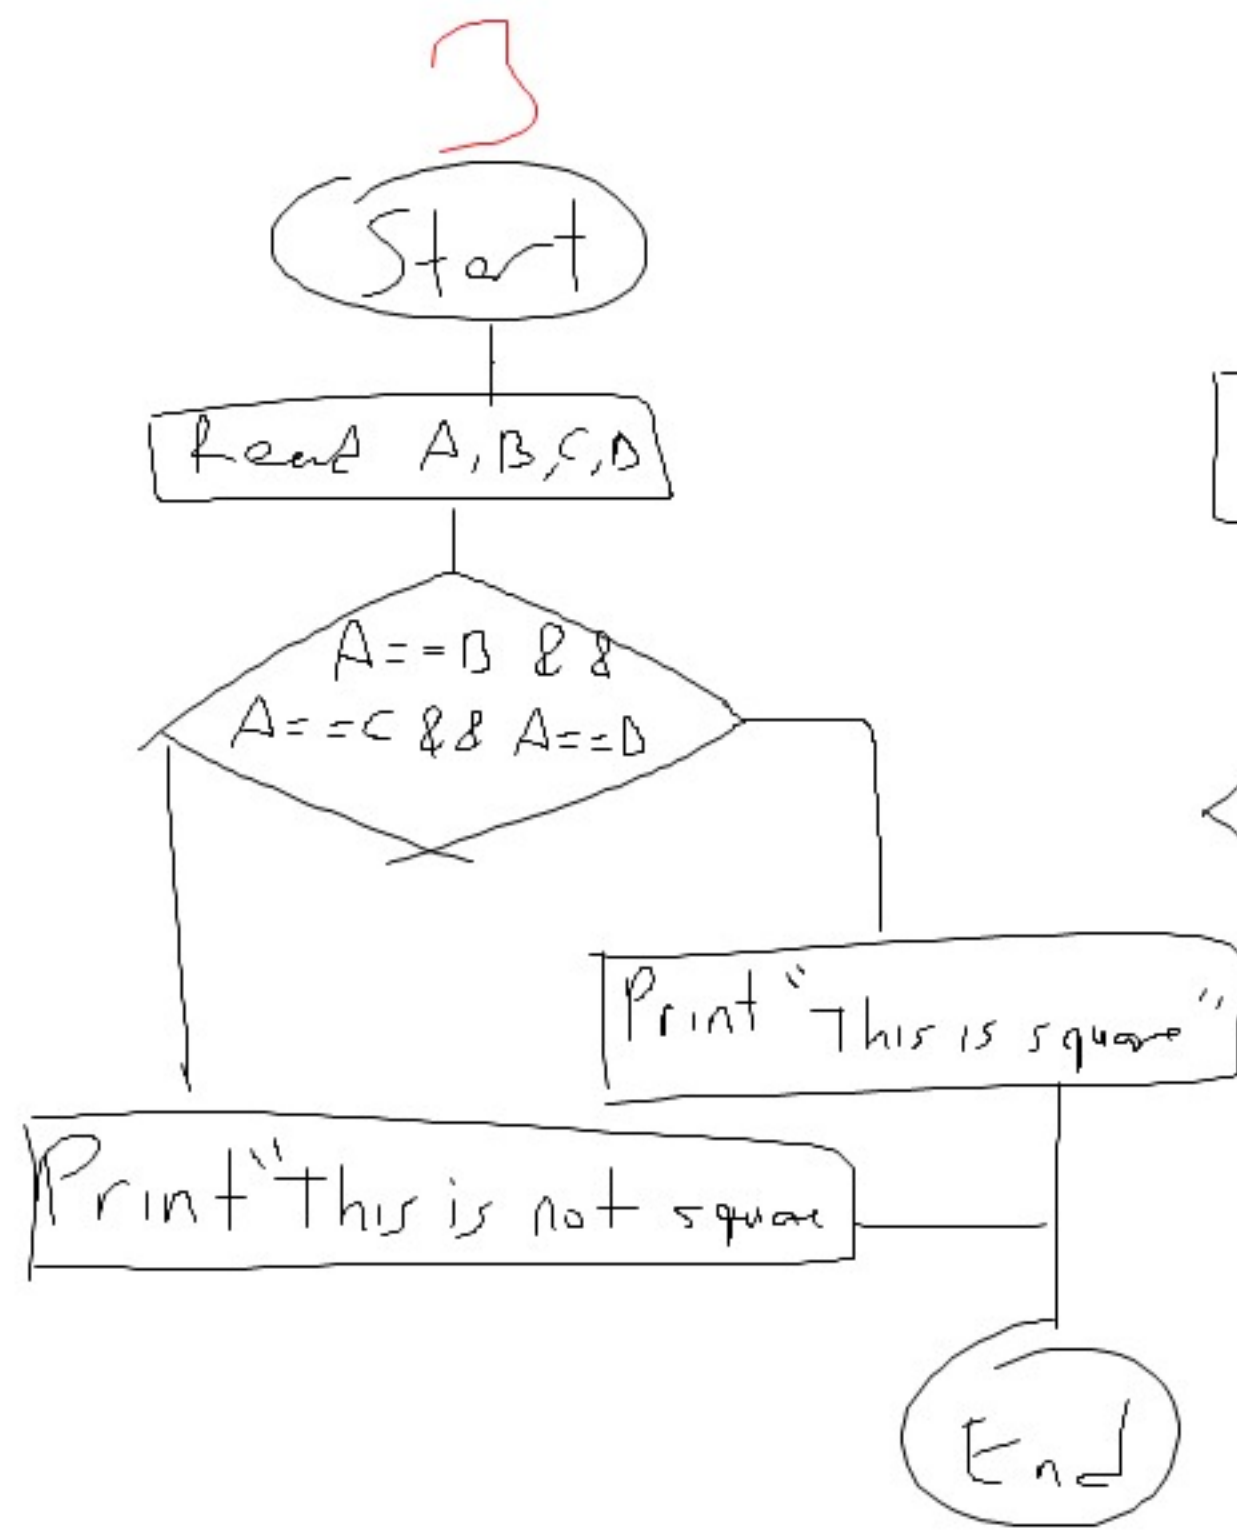 3
Start
Read A, B, C, D
A==B &&
A==C && A==D
Print "This is square"
Print "This is not square
End